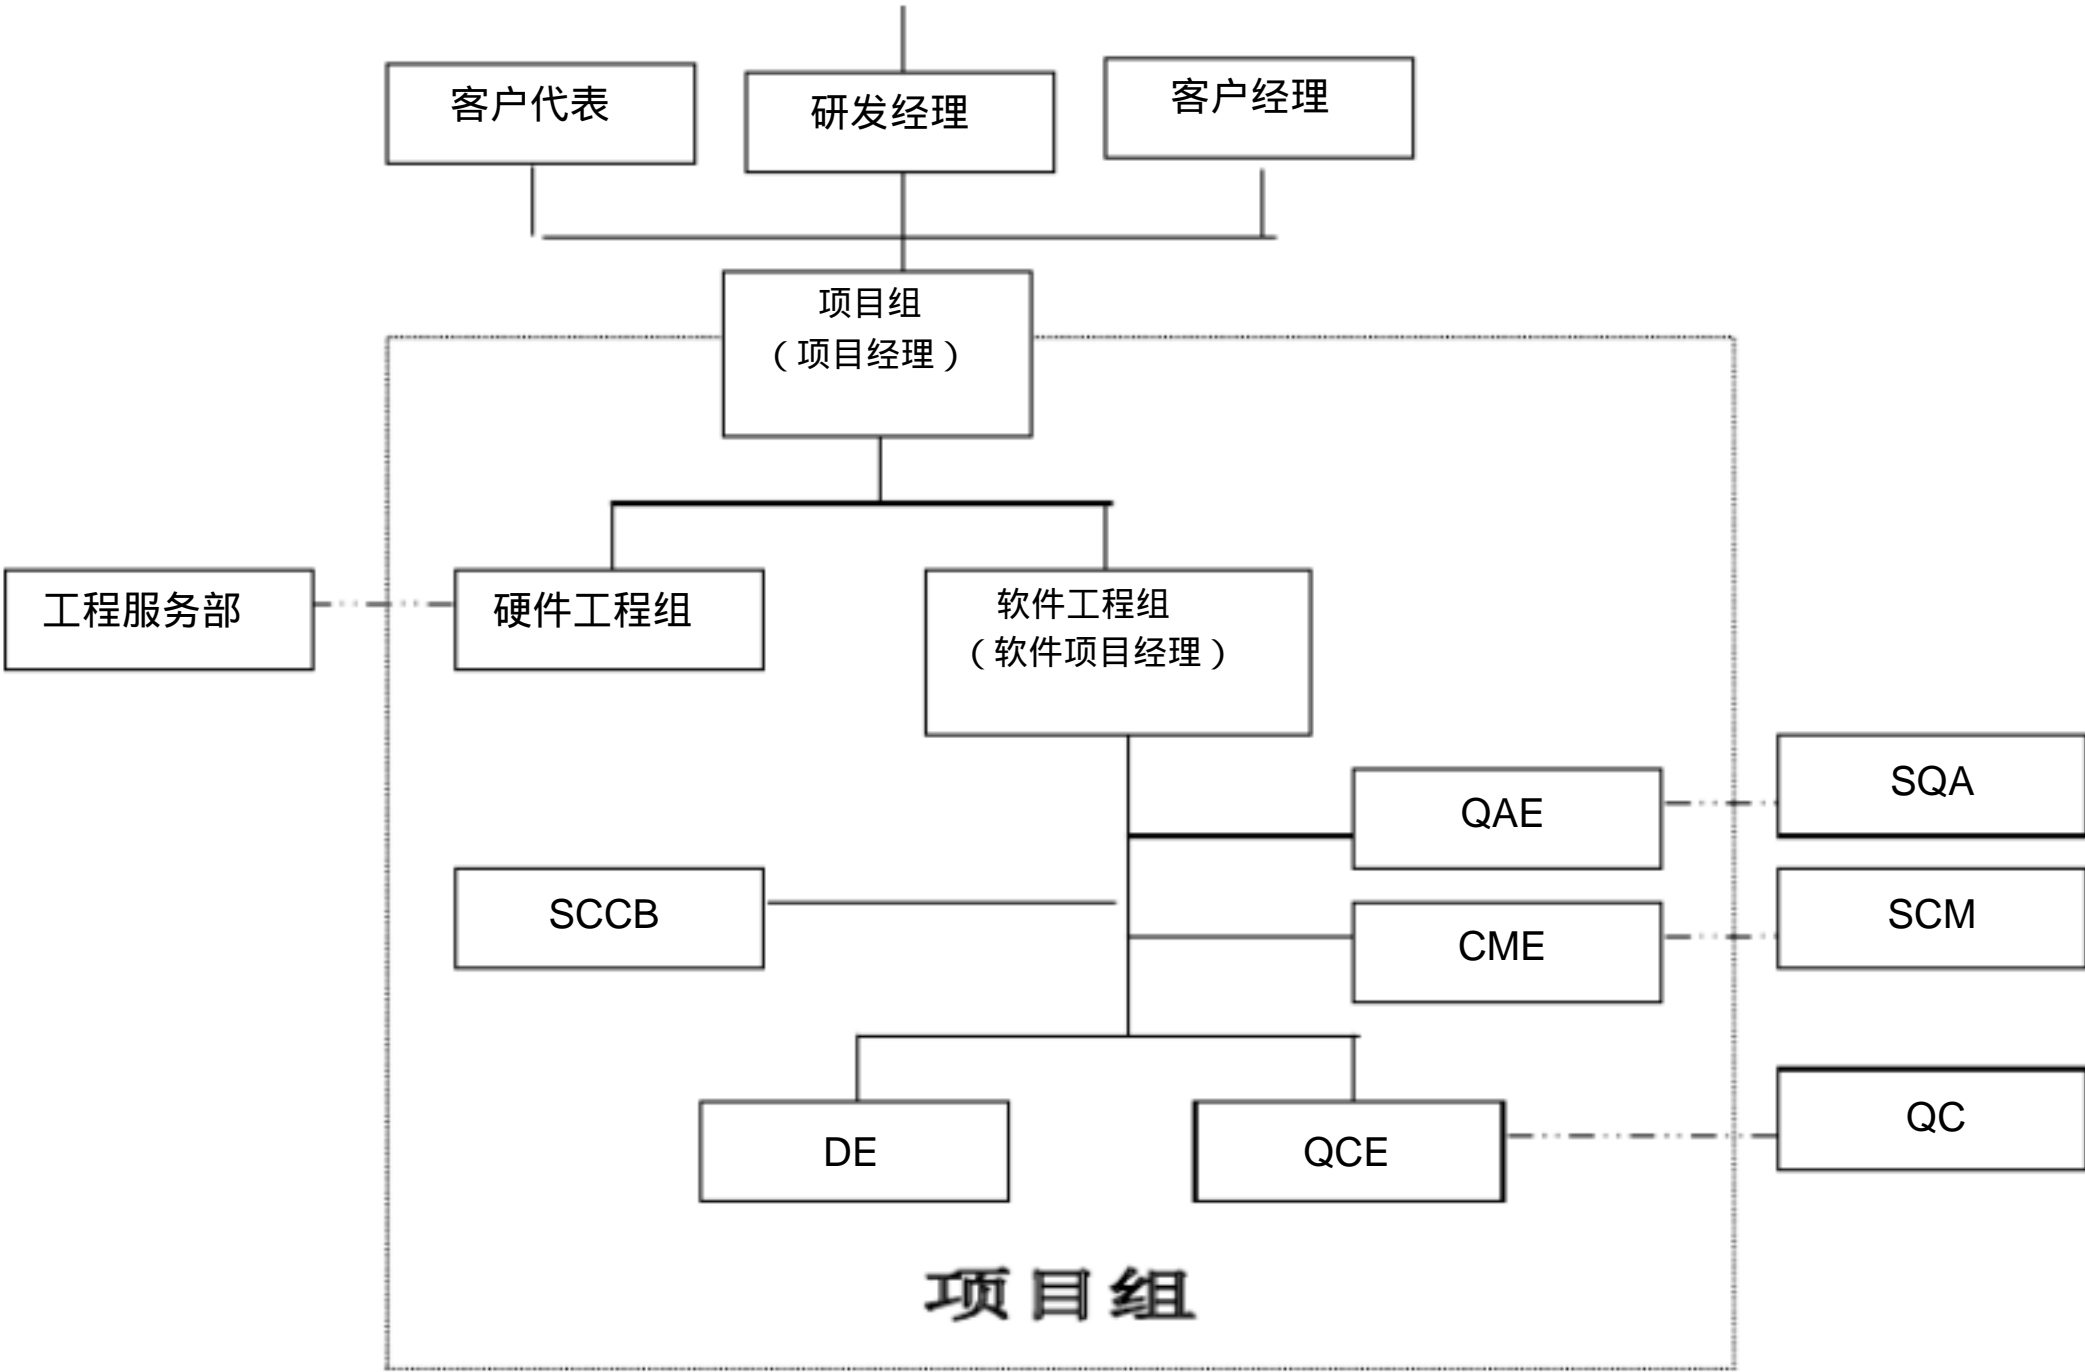 客户代表
研发经理
客户经理
项目组
（项目经理）
工程服务部
硬件工程组
软件工程组
（软件项目经理）
QAE
SQA
SCCB
CME
SCM
DE
QCE
QC
项目组